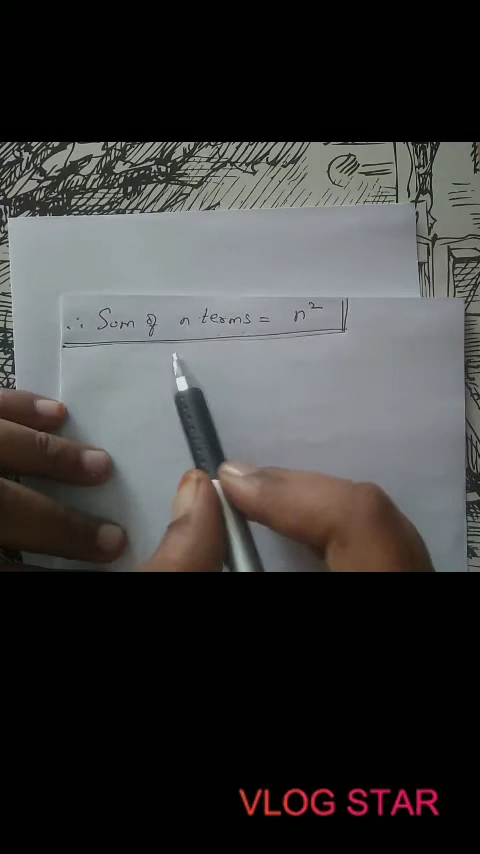 ∴ Sum of n terms = n²
VLOG STAR